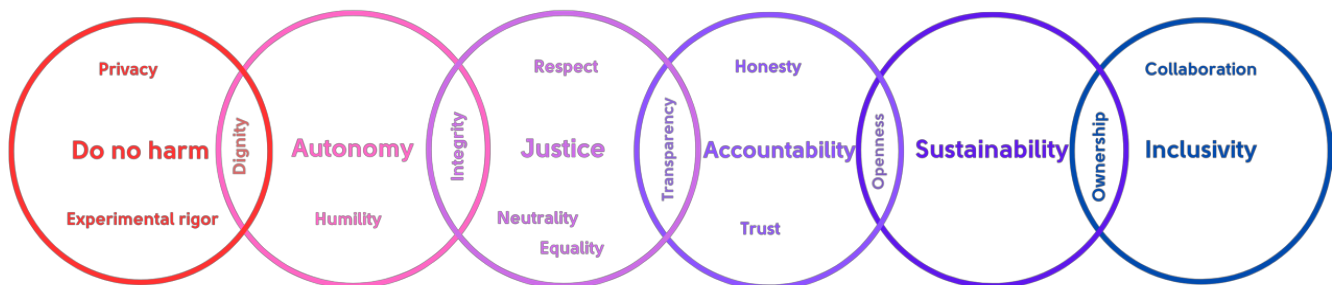 Privacy
Do no harm
Experimental rigor
Dignity
Autonomy
Humility
Integrity
Respect
Justice
Neutrality
Equality
Transparency
Honesty
Accountability
Trust
Openness
Sustainability
Ownership
Collaboration
Inclusivity